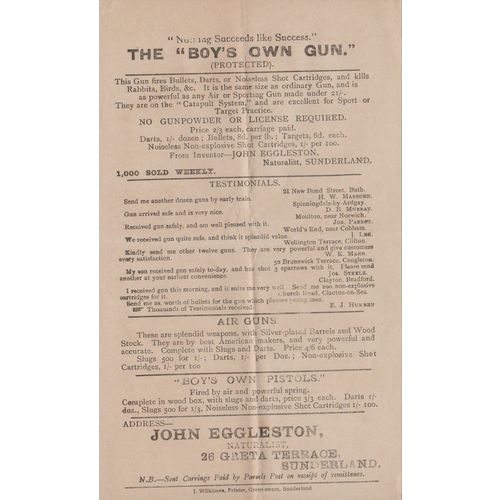 "Nothing Succeeds like Success."
THE "BOY'S OWN GUN."
(PROTECTED).
This Gun fires Bullets, Darts, or Noiseless Shot Cartridges, and kills
Rabbits, Birds, &c. It is the same size as ordinary Gun, and is
as powerful as any Air or Sporting Gun made under 21/-.
They are on the "Catapult System," and are excellent for Sport or
Target Practice.
NO GUNPOWDER OR LICENSE REQUIRED.
Price 2/3 each, carriage paid.
Darts, 1/- dozen; Bullets, 8d. per lb.; Targets, 6d. each.
Noiseless Non-explosive Shot Cartridges, 1/- per 100.
From Inventor—JOHN EGGLESTON,
Naturalist, SUNDERLAND.
1,000 SOLD WEEKLY.
TESTIMONIALS.
21 New Bond Street, Bath.
Send me another dozen guns by early train.
H. W. MARSDEN.
Spinningdale-by-Ardgay.
Gun arrived safe and is very nice.
D. B. MURRAY.
Moulton, near Norwich.
Received gun safely, and am well pleased with it.
Jos. PARROT.
World's End, near Cobham.
We received gun quite safe, and think it splendid value.
J. LEE.
Wellington Terrace, Clifton.
Kindly send me other twelve guns. They are very powerful and give customers
every satisfaction.
W. K. MANN.
50 Brunswick Terrace, Congleton.
My son received gun safely to-day, and has shot 3 sparrows with it. Please send
another at your earliest convenience.
Jos. STEELE.
Clayton, Bradford.
I received gun this morning, and it suits me very well. Send me 100 non-explosive
cartridges for it.
Church Road, Clacton-on-Sea.
Send me as worth of bullets for the gun which pleases young man.
E. J.
Thousands of Testimonials received.
AIR GUNS.
These are splendid weapons, with Silver-plated Barrels and Wood
Stock. They are by best American makers, and very powerful and
accurate. Complete with Slugs and Darts. Price 4/6 each.
Slugs 500 for 1/-; Darts, 1/- per Doz.; Non-explosive Shot
Cartridges, 1/- per 100
"BOY'S OWN PISTOLS,"
Fired by air and powerful spring.
Complete in wood box, with slugs and darts, price 3/3 each. Darts 1/-
doz., Slugs 500 for 1/3, Noiseless Non-explosive Shot Cartridges 1/- 100.
ADDRESS—
JOHN EGGLESTON,
NATURALIST,
26 GRETA TERRACE,
SUNDERLAND.
N.B.—Sent Carriage Paid by Parcels Post on receipt of remittance.
J. Wilkinson, Printer, Green-street, Sunderland